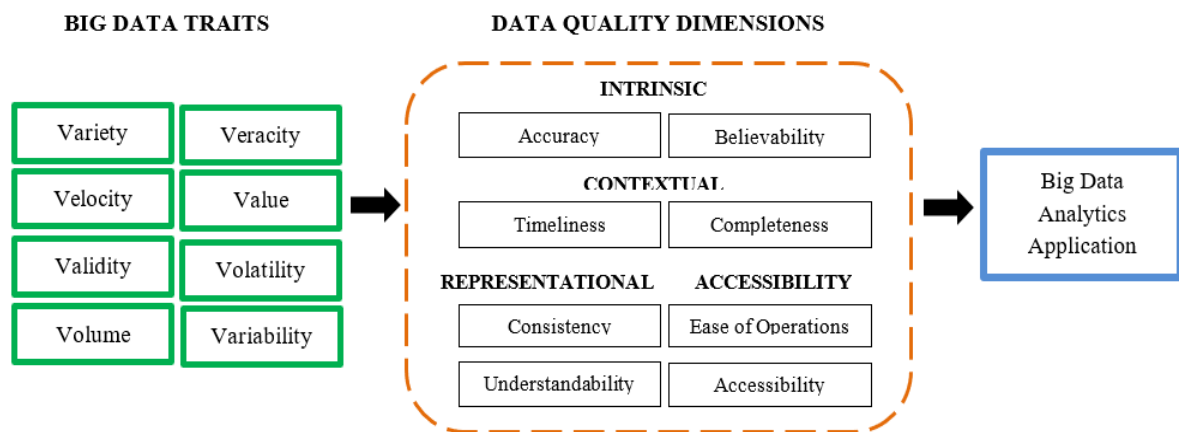 BIG DATA TRAITS
DATA QUALITY DIMENSIONS
Variety
Veracity
Velocity
Value
Validity
Volatility
Volume
Variability
INTRINSIC
Accuracy
Believability
CONTEXTUAL
Timeliness
Completeness
REPRESENTATIONAL
ACCESSIBILITY
Consistency
Ease of Operations
Understandability
Accessibility
Big Data
Analytics
Application